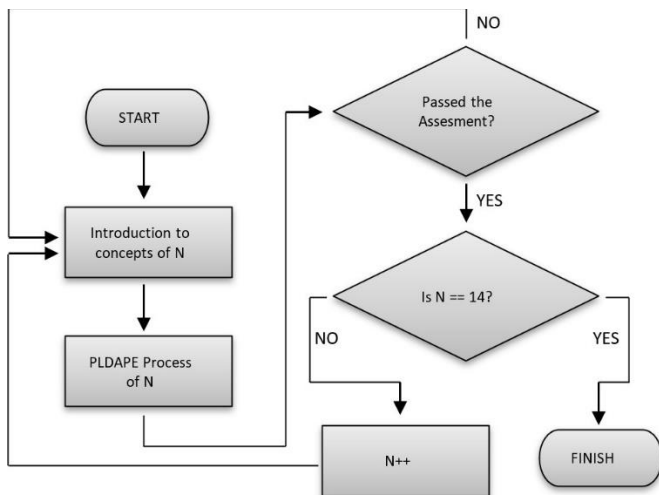 START
Introduction to
concepts of N
PLDAPE Process
of N
NO
Passed the
Assesment?
YES
Is N == 14?
NO
YES
N++
FINISH